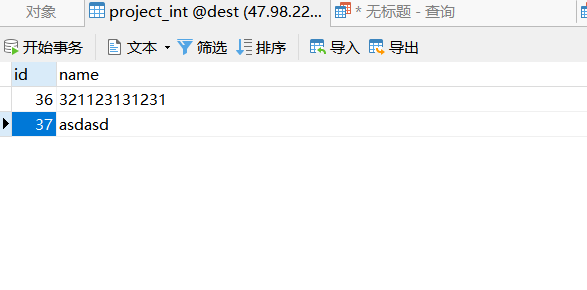 对象 project_int @dest (47.98.22... * 无标题 - 查询
开始事务 文本 筛选 排序 导入 导出
id name
36 321123131231
37 asdasd